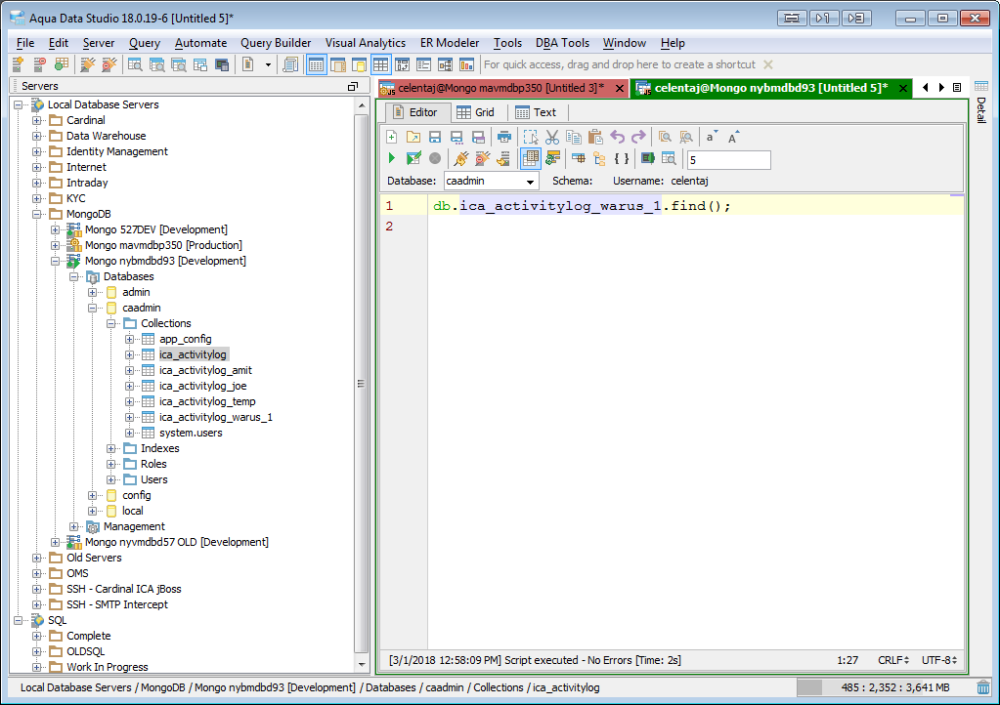 Aqua Data Studio 18.0.19-6 [Untitled 5]*
File Edit Server Query Automate Query Builder Visual Analytics ER Modeler Tools DBA Tools Window Help
For quick access, drag and drop here to create a shortcut
Servers
Local Database Servers
Cardinal
Data Warehouse
Identity Management
Internet
Intraday
KYC
MongoDB
Mongo 527DEV [Development]
Mongo mavmdbp350 [Production]
Mongo nybmdbd93 [Development]
Databases
admin
caadmin
Collections
app_config
ica_activitylog
ica_activitylog_amit
ica_activitylog_joe
ica_activitylog_temp
ica_activitylog_warus_1
system.users
Indexes
Roles
Users
config
local
Management
Mongo nyvmdbd57 OLD [Development]
Old Servers
OMS
SSH - Cardinal ICA jBoss
SSH - SMTP Intercept
SQL
Complete
OLDSQL
Work In Progress
celentaj@Mongo mavmdbp350 [Untitled 3]*
celentaj@Mongo nybmdbd93 [Untitled 5]*
Detail
Editor Grid Text
5
Database: caadmin Schema: Username: celentaj
1 db.ica_activitylog_warus_1.find();
2
[3/1/2018 12:58:09 PM] Script executed - No Errors [Time: 2s] 1:27 CRLF UTF-8
Local Database Servers / MongoDB / Mongo nybmdbd93 [Development] / Databases / caadmin / Collections / ica_activitylog
485 : 2,352 : 3,641 MB